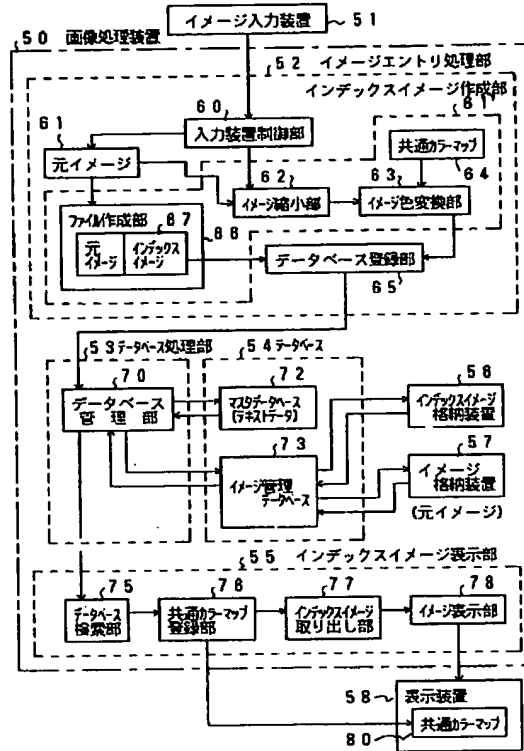 イメージ入力装置
51
50 画像処理装置
52 イメージエントリ処理部
インデックスイメージ作成部
61'
60
入力装置制御部
61
元イメージ
共通カラーマップ
64
62
イメージ縮小部
63
イメージ色変換部
ファイル作成部
67
元イメージ
インデックスイメージ
66
データベース登録部
65
53 データベース処理部
54 データベース
70
データベース管理部
72
マスタデータベース
(テキストデータ)
73
イメージ管理データベース
58
インデックスイメージ格納装置
57
イメージ格納装置
(元イメージ)
55 インデックスイメージ表示部
75
データベース検索部
76
共通カラーマップ登録部
77
インデックスイメージ取り出し部
78
イメージ表示部
58
表示装置
共通カラーマップ
80